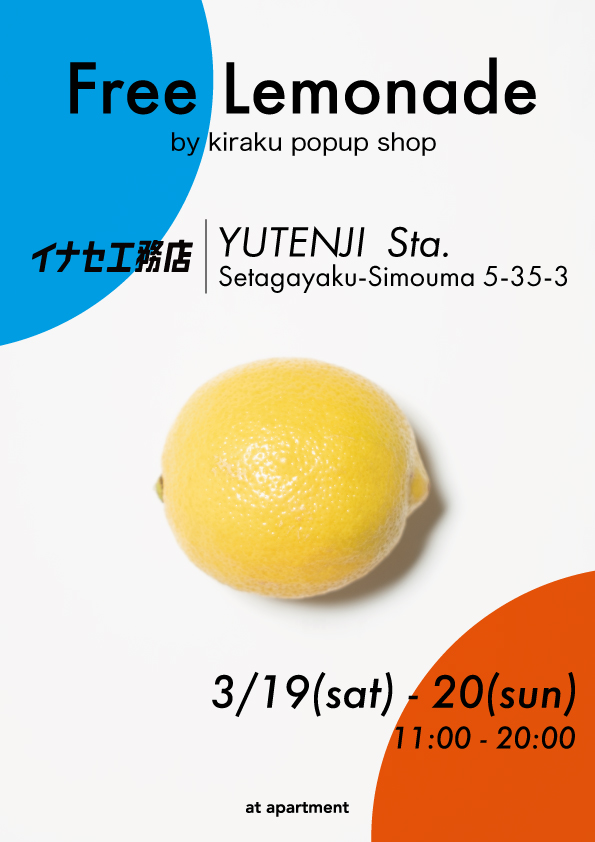 Free Lemonade
by kiraku popup shop
イナセ工務店
YUTENJI Sta.
Setagayaku-Simouma 5-35-3
3/19(sat) - 20(sun)
11:00 - 20:00
at apartment